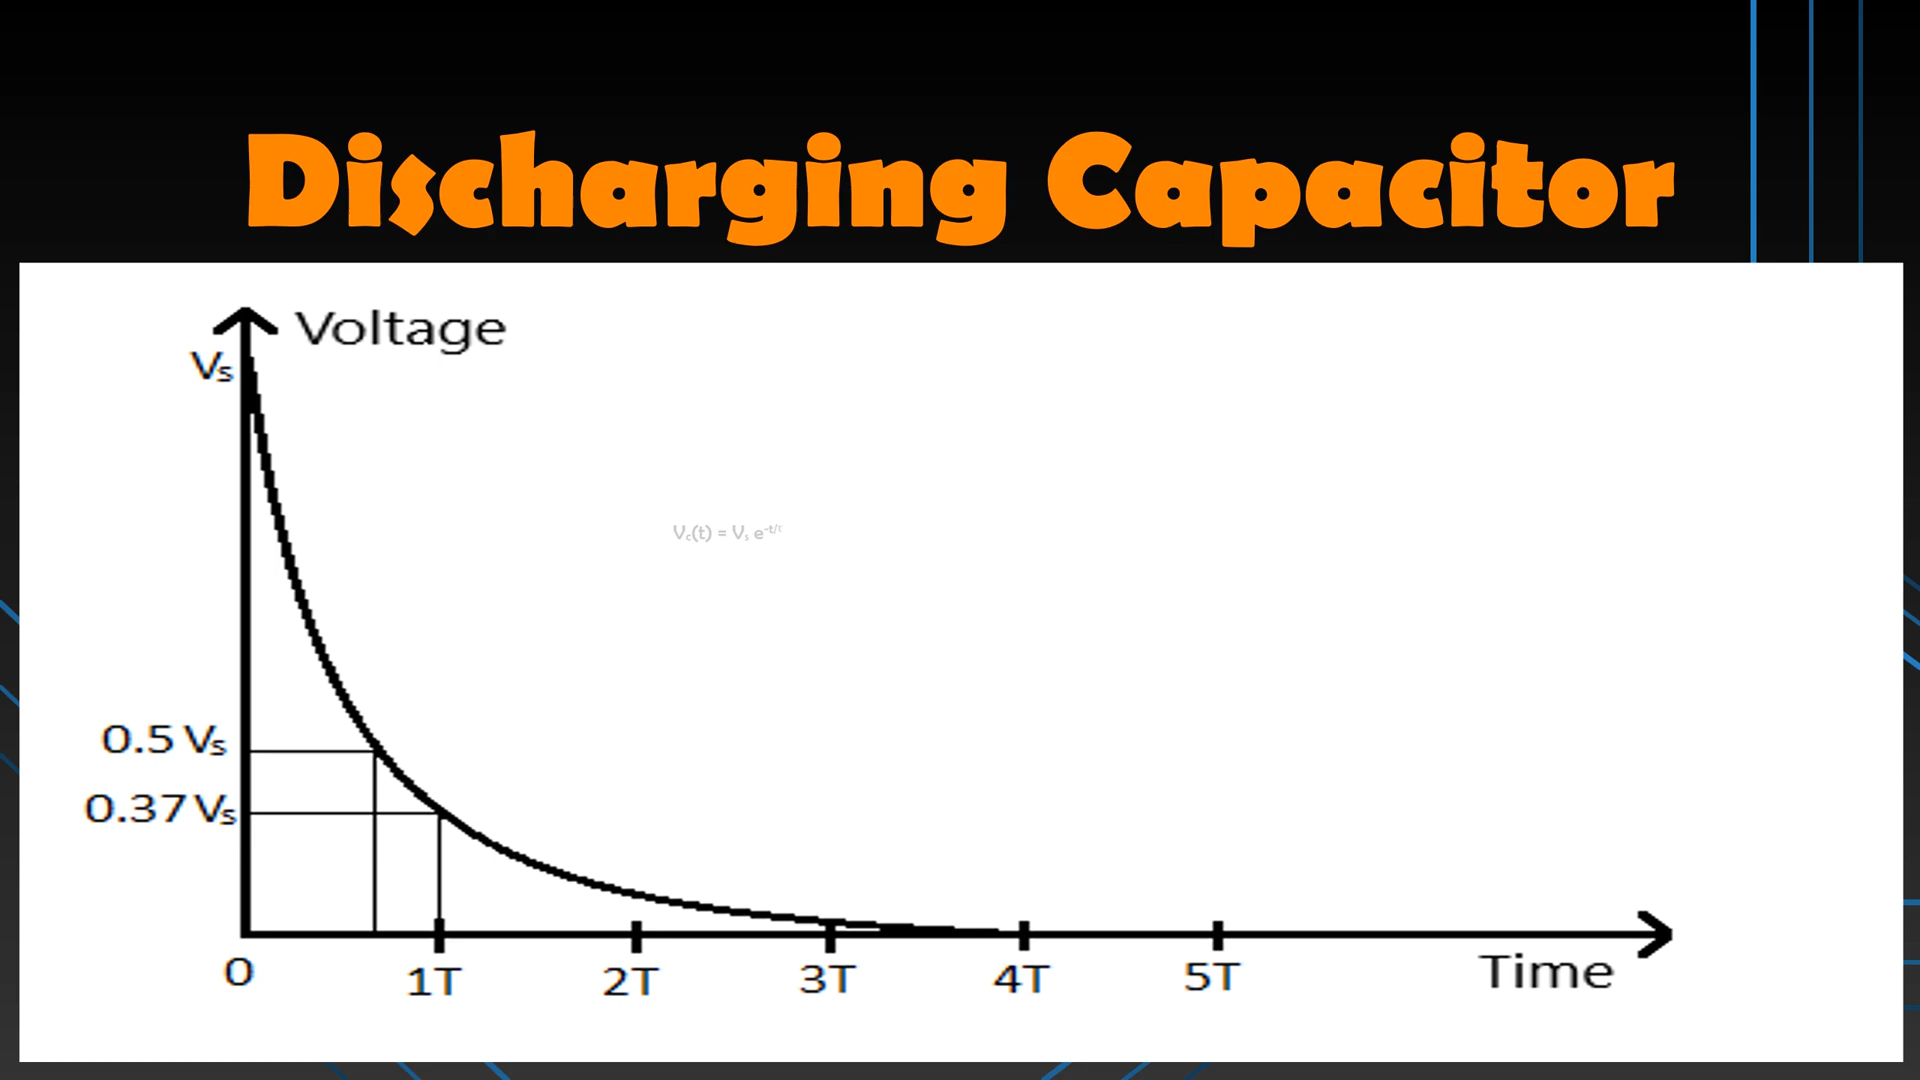 Discharging Capacitor
Voltage
Vs
Vc(t) = Vs e-t/τ
0.5 Vs
0.37 Vs
0
1T
2T
3T
4T
5T
Time